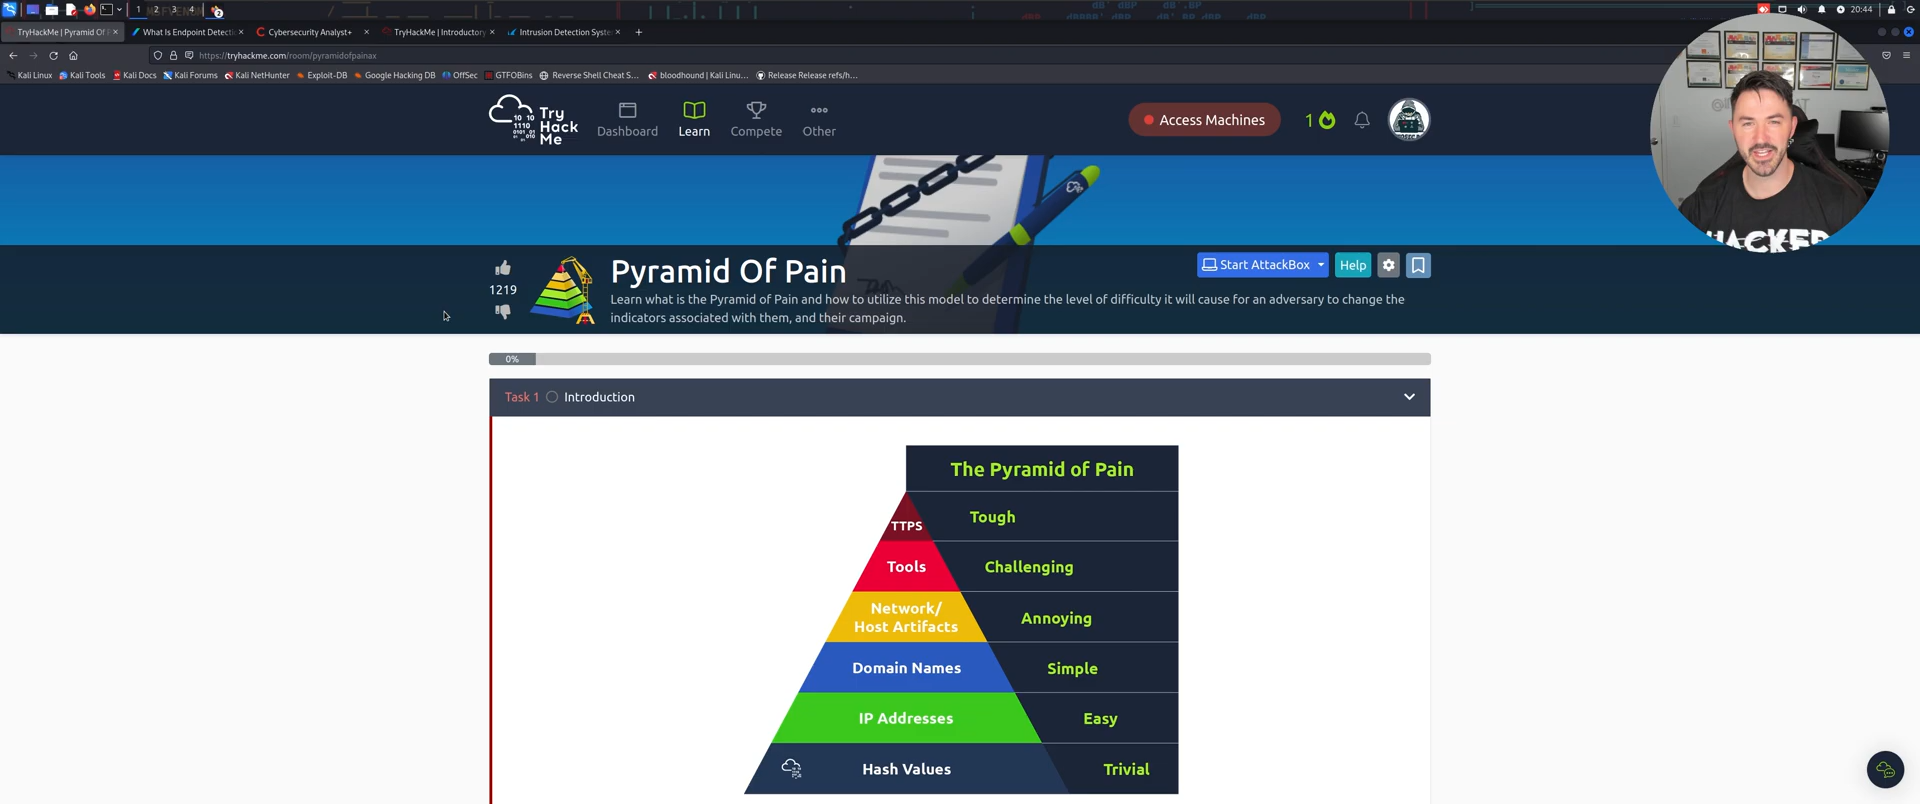 1 2 3 4 2
20:44
TryHackMe | Pyramid Of
What Is Endpoint Detecti
Cybersecurity Analyst+
TryHackMe | Introductory
Intrusion Detection Syste
https://tryhackme.com/room/pyramidofpainax
Kali Linux
Kali Tools
Kali Docs
Kali Forums
Kali NetHunter
Exploit-DB
Google Hacking DB
OffSec
GTFOBins
Reverse Shell Cheat S...
bloodhound | Kali Linu...
Release Release refs/h...
Try
Hack
Me
Dashboard
Learn
Compete
Other
Access Machines
1
HACKER
Pyramid Of Pain
1219
Start AttackBox
Help
Learn what is the Pyramid of Pain and how to utilize this model to determine the level of difficulty it will cause for an adversary to change the
indicators associated with them, and their campaign.
0%
Task 1 Introduction
The Pyramid of Pain
TTPS Tough
Tools Challenging
Network/
Host Artifacts Annoying
Domain Names Simple
IP Addresses Easy
Hash Values Trivial